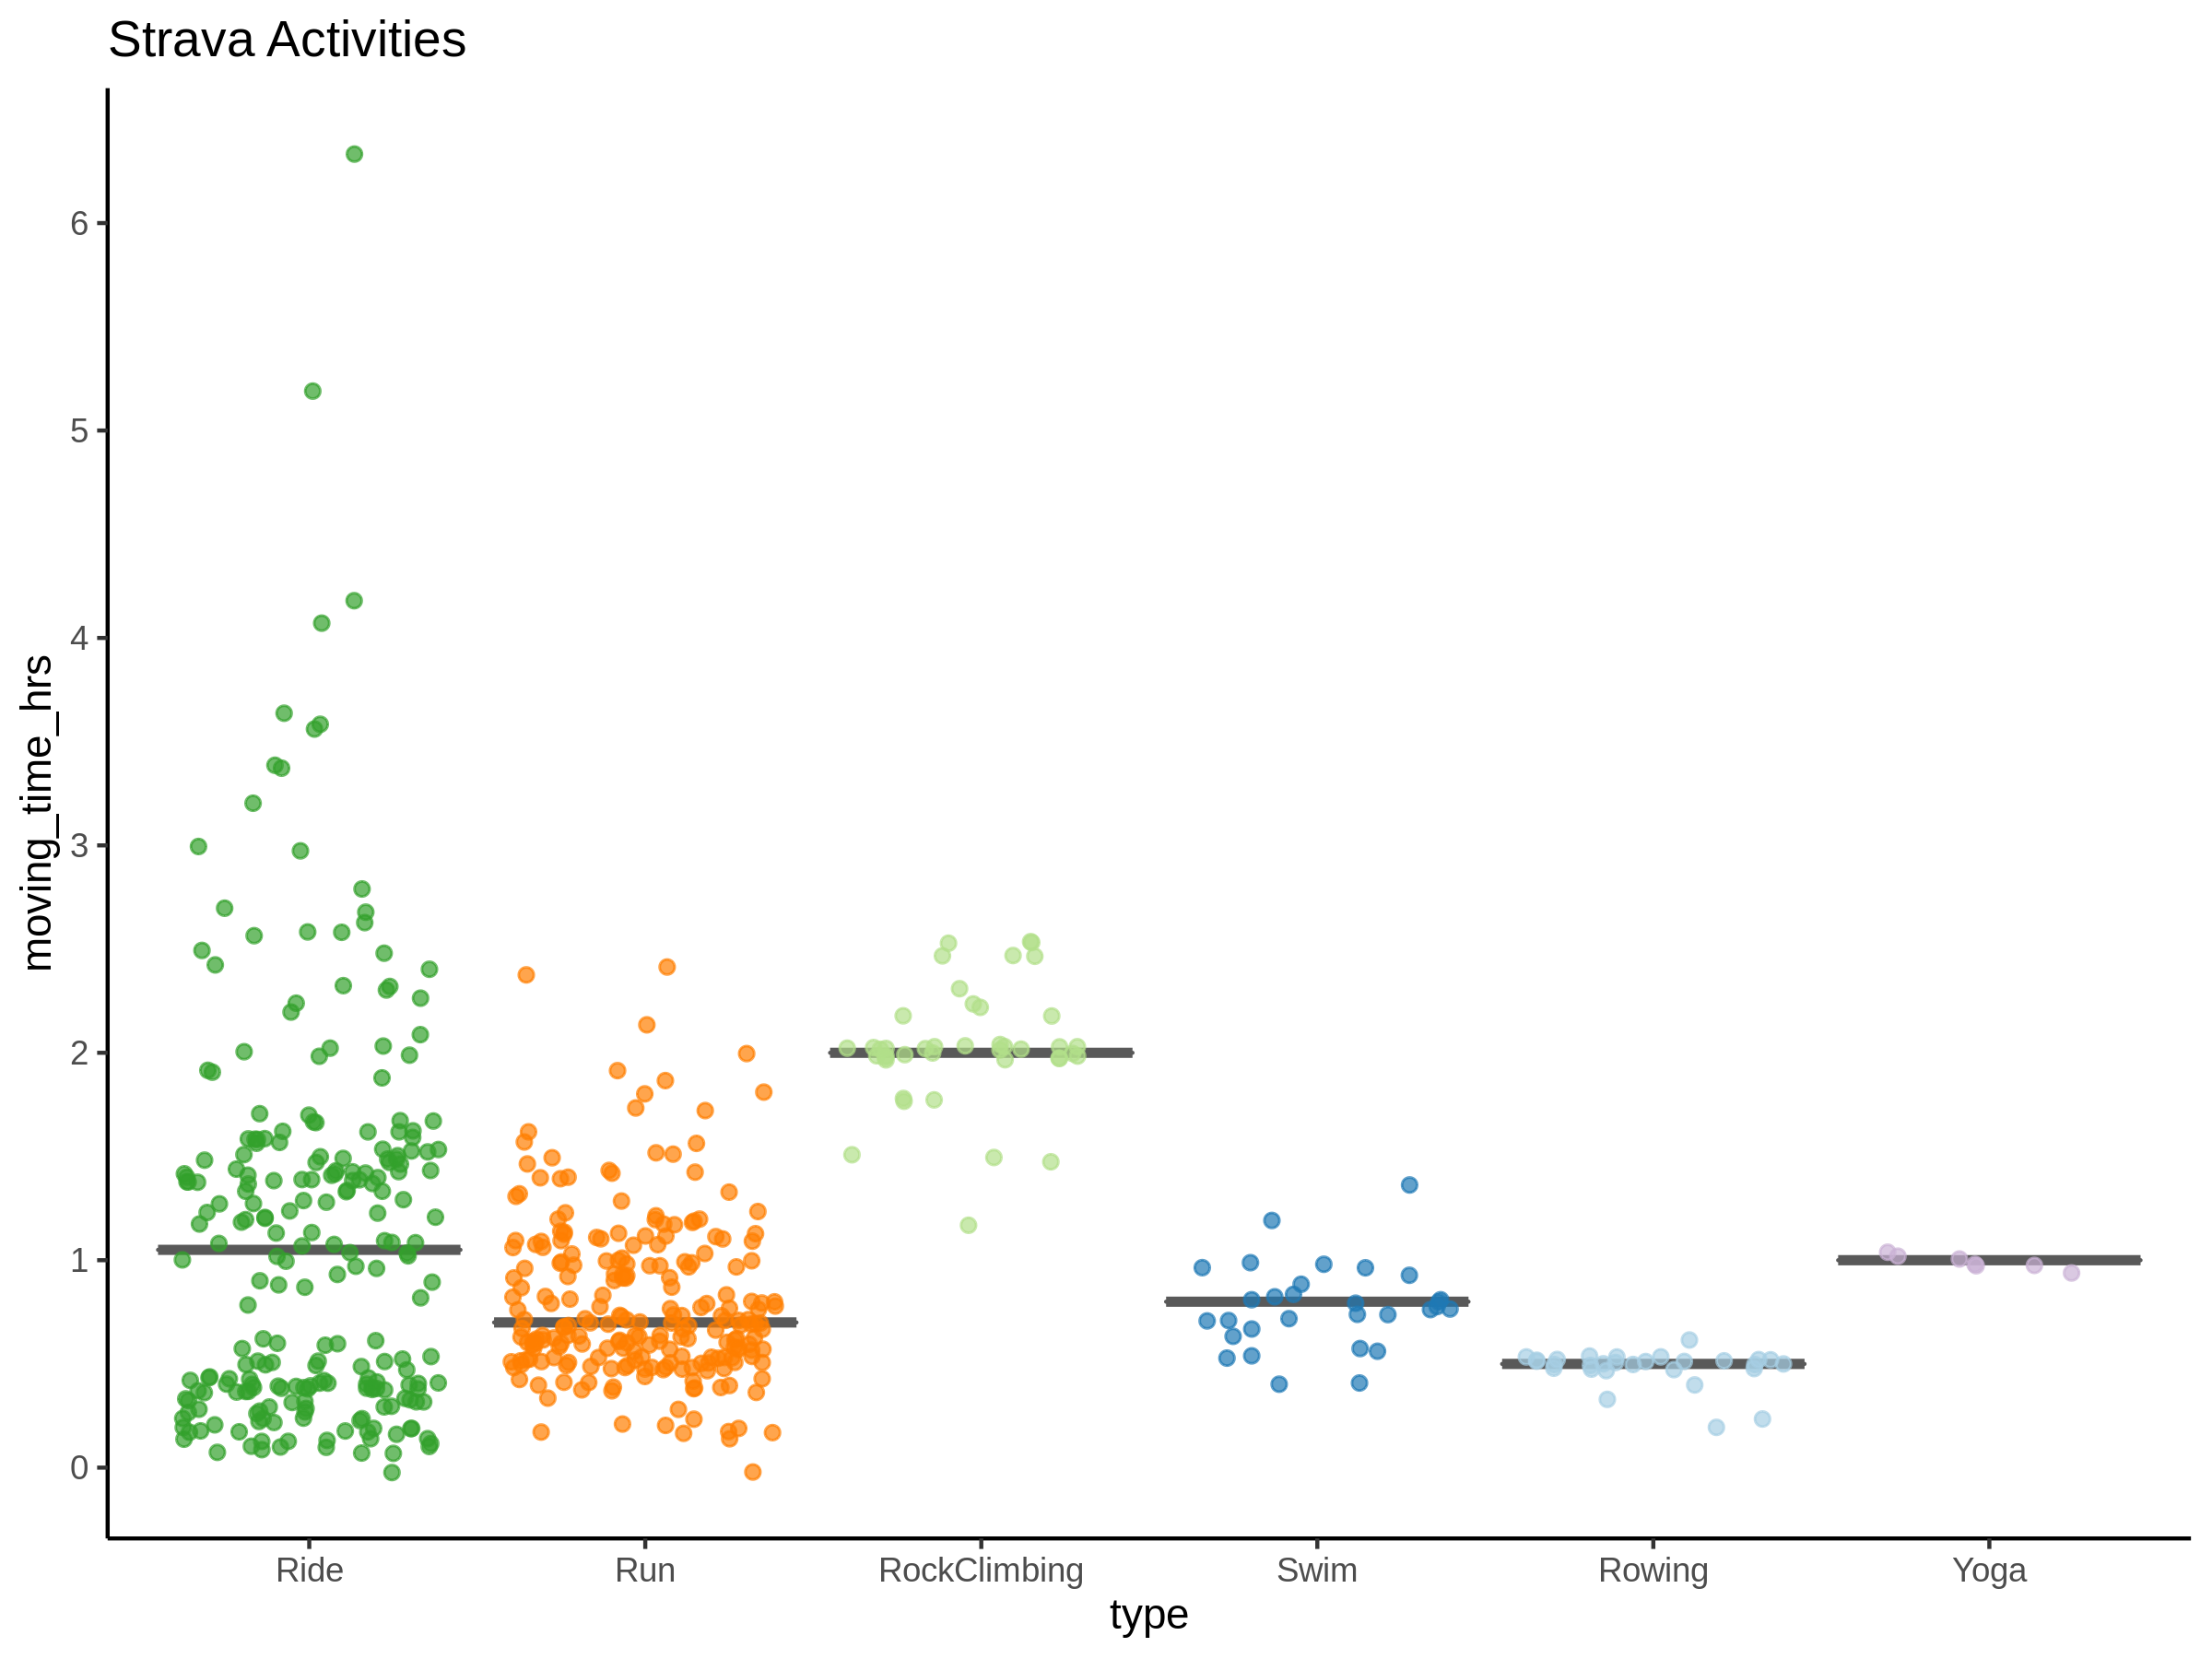 Strava Activities
moving_time_hrs
6
5
4
3
2
1
0
Ride Run RockClimbing Swim Rowing Yoga
type